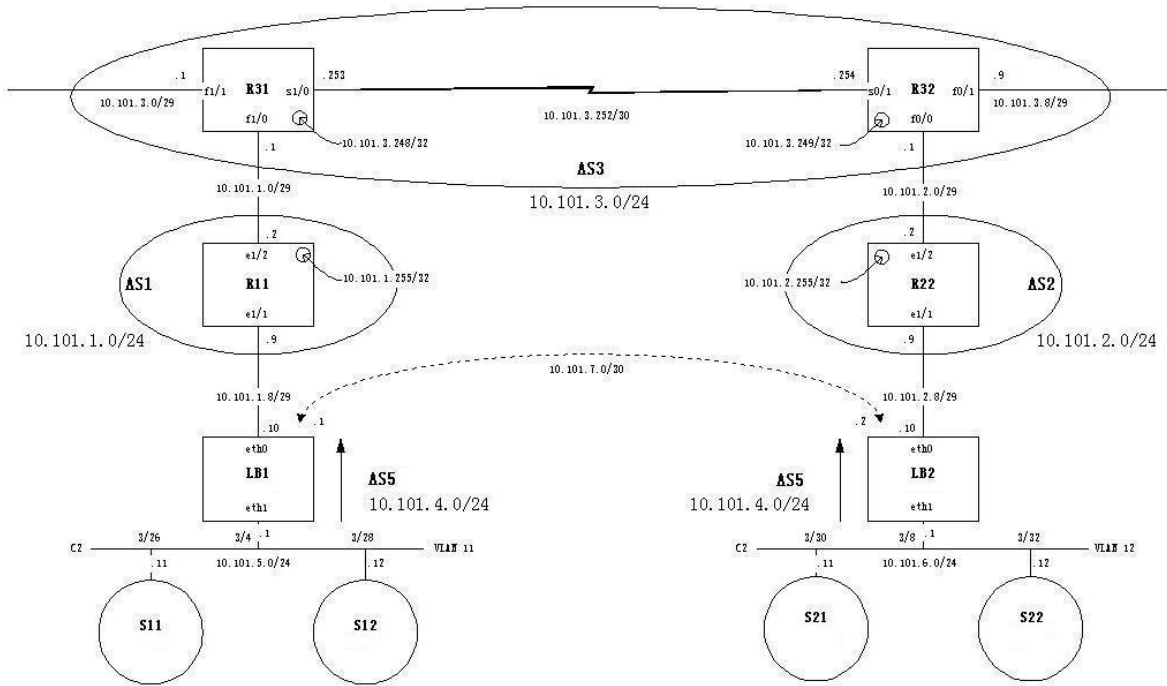 .1
f1/1
R31
s1/0
.253
.254
s0/1
R32
f0/1
.9
10.101.3.0/29
10.101.3.252/30
10.101.3.8/29
f1/0
10.101.3.248/32
10.101.3.249/32
f0/0
.1
.1
AS3
10.101.1.0/29
10.101.2.0/29
10.101.3.0/24
.2
.2
e1/2
e1/2
AS1
R11
10.101.1.255/32
10.101.2.255/32
R22
AS2
e1/1
e1/1
10.101.1.0/24
.9
.9
10.101.2.0/24
10.101.7.0/30
10.101.1.8/29
10.101.2.8/29
.10
.1
.2
.10
eth0
eth0
LB1
AS5
AS5
LB2
10.101.4.0/24
10.101.4.0/24
eth1
eth1
3/26
3/4
.1
3/28
3/30
3/8
.1
3/32
C2
VLAN 11
C2
VLAN 12
.11
10.101.5.0/24
.12
.11
10.101.6.0/24
.12
S11
S12
S21
S22